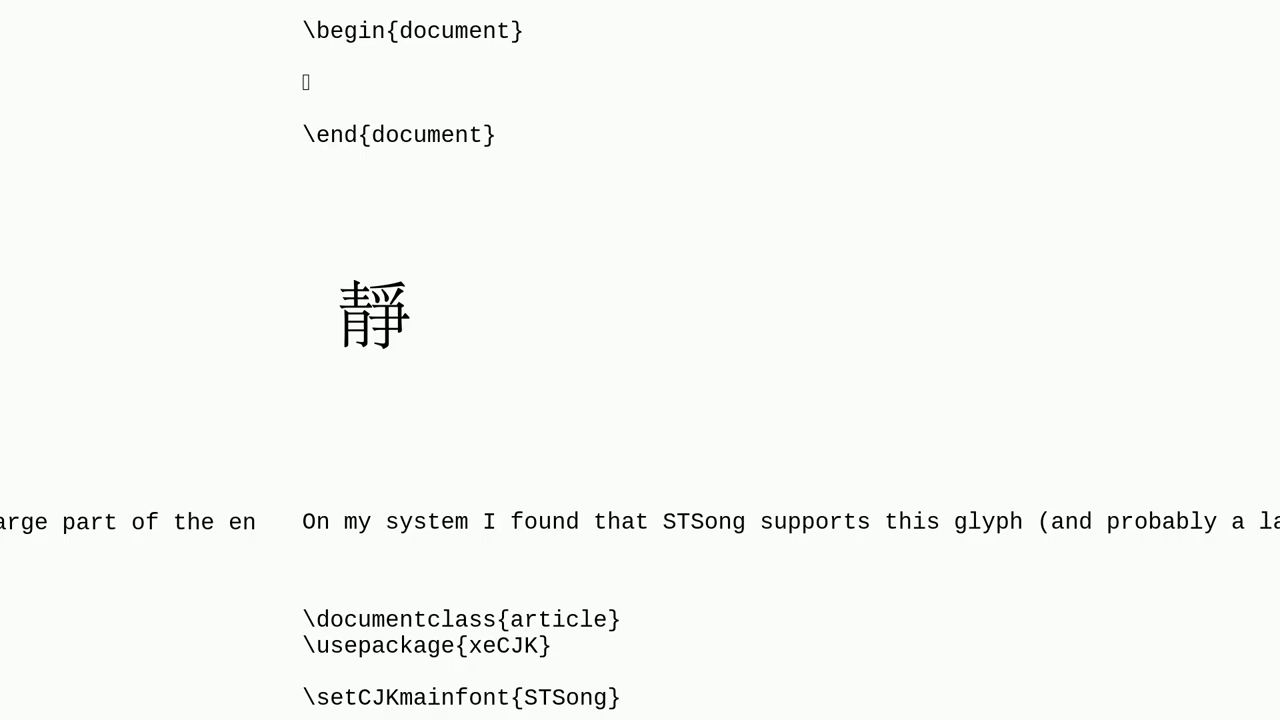 \begin{document}
\end{document}
靜
arge part of the en
On my system I found that STSong supports this glyph (and probably a la
\documentclass{article}
\usepackage{xeCJK}
\setCJKmainfont{STSong}